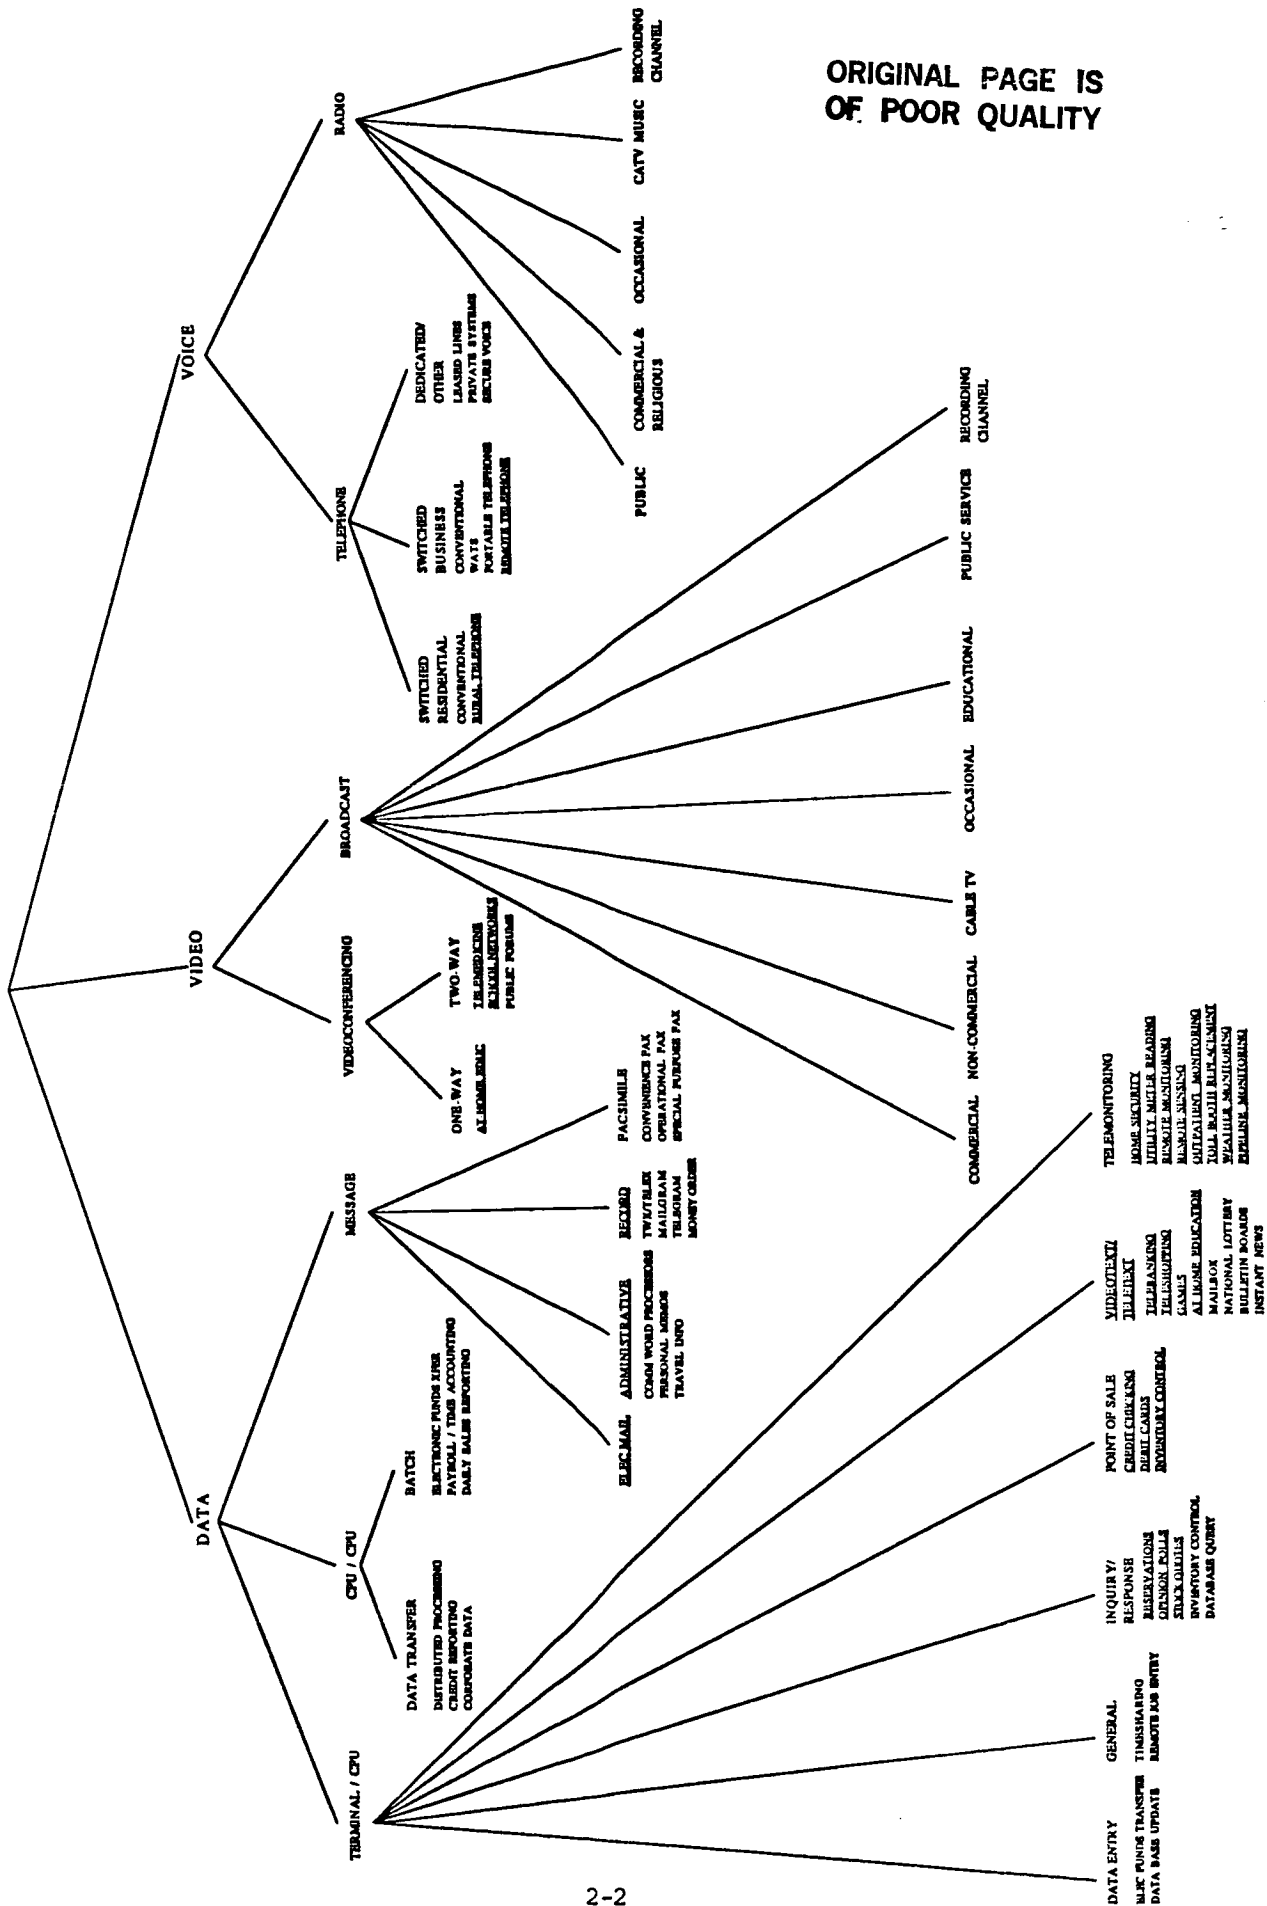 ORIGINAL PAGE IS
OF POOR QUALITY
DATA
VIDEO
VOICE
TERMINAL / CPU
CPU / CPU
MESSAGE
VIDEOCONFERENCING
BROADCAST
TELEPHONE
RADIO
DATA TRANSFER
DISTRIBUTED PROCESSING
CREDIT REPORTING
CORPORATE DATA
BATCH
ELECTRONIC FUNDS XFER
PAYROLL / TIME ACCOUNTING
DAILY SALES REPORTING
ONE-WAY
AT HOME EDUC
TWO-WAY
TELEMEDICINE
SCHOOL NETWORKS
PUBLIC FORUMS
SWITCHED
RESIDENTIAL
CONVENTIONAL
RURAL TELEPHONE
SWITCHED
BUSINESS
CONVENTIONAL
WATS
PORTABLE TELEPHONE
REMOTE TELEPHONE
DEDICATED/
OTHER
LEASED LINES
PRIVATE SYSTEMS
SECURE VOICE
ELEC MAIL
ADMINISTRATIVE
COMM WORD PROCESSORS
PERSONAL MEMOS
TRAVEL INFO
RECORD
TWX/TELEX
MAILGRAM
TELEGRAM
MONEY ORDER
FACSIMILE
CONVENIENCE FAX
OPERATIONAL FAX
SPECIAL PURPOSE FAX
PUBLIC
COMMERCIAL &
RELIGIOUS
OCCASIONAL
CATV MUSIC
RECORDING
CHANNEL
COMMERCIAL
NON-COMMERCIAL
CABLE TV
OCCASIONAL
EDUCATIONAL
PUBLIC SERVICE
RECORDING
CHANNEL
DATA ENTRY
ELEC FUNDS TRANSFER
DATA BASE UPDATE
GENERAL
TIMESHARING
REMOTE JOB ENTRY
INQUIRY/
RESPONSE
RESERVATIONS
OPINION POLLS
STOCK QUOTES
INVENTORY CONTROL
DATABASE QUERY
POINT OF SALE
CREDIT CHECKING
DEBIT CARDS
INVENTORY CONTROL
VIDEOTEXT/
TELETEXT
TELEBANKING
TELESHOPPING
GAMES
AT HOME EDUCATION
MAILBOX
NATIONAL LOTTERY
BULLETIN BOARDS
INSTANT NEWS
TELEMONITORING
HOME SECURITY
UTILITY METER READING
REMOTE MONITORING
REMOTE SENSING
OUTPATIENT MONITORING
TOLL BOOTH REPLACEMENT
WEATHER MONITORING
PIPELINE MONITORING
2-2